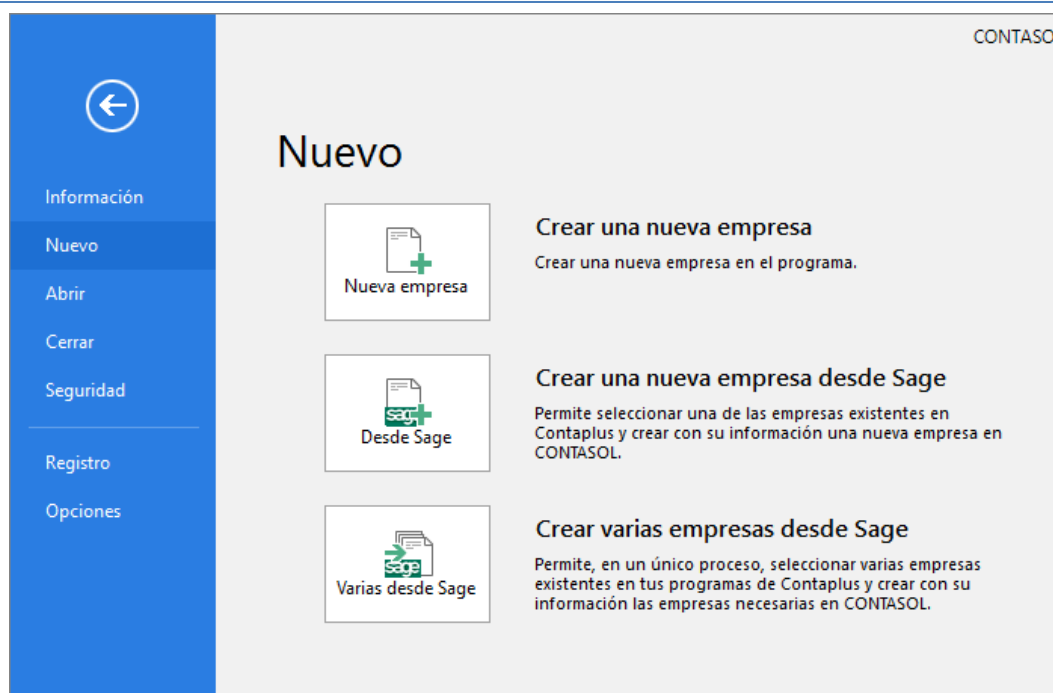 CONTASO
Nuevo
Información
Nuevo
Abrir
Cerrar
Seguridad
Registro
Opciones
Nueva empresa
Crear una nueva empresa
Crear una nueva empresa en el programa.
sage
Desde Sage
Crear una nueva empresa desde Sage
Permite seleccionar una de las empresas existentes en
Contaplus y crear con su información una nueva empresa en
CONTASOL.
sage
Varias desde Sage
Crear varias empresas desde Sage
Permite, en un único proceso, seleccionar varias empresas
existentes en tus programas de Contaplus y crear con su
información las empresas necesarias en CONTASOL.